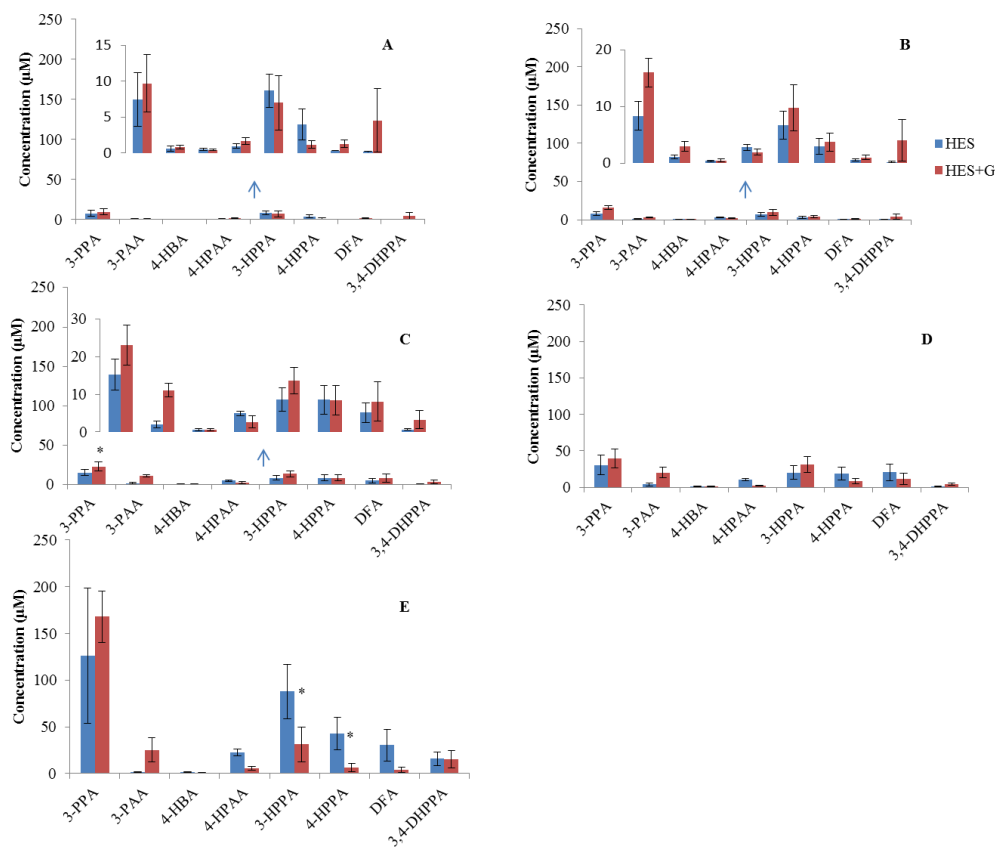 A
Concentration (µM)
250
200
150
100
50
0
15
10
5
0
3-PPA
3-PAA
4-HBA
4-HPAA
3-HPPA
4-HPPA
DFA
3,4-DHPPA
B
Concentration (µM)
250
200
150
100
50
0
20
10
0
3-PPA
3-PAA
4-HBA
4-HPAA
3-HPPA
4-HPPA
DFA
3,4-DHPPA
HES
HES+G
C
Concentration (µM)
250
200
150
100
50
0
30
20
10
0
*
3-PPA
3-PAA
4-HBA
4-HPAA
3-HPPA
4-HPPA
DFA
3,4-DHPPA
D
Concentration (µM)
250
200
150
100
50
0
3-PPA
3-PAA
4-HBA
4-HPAA
3-HPPA
4-HPPA
DFA
3,4-DHPPA
E
Concentration (µM)
250
200
150
100
50
0
*
*
3-PPA
3-PAA
4-HBA
4-HPAA
3-HPPA
4-HPPA
DFA
3,4-DHPPA